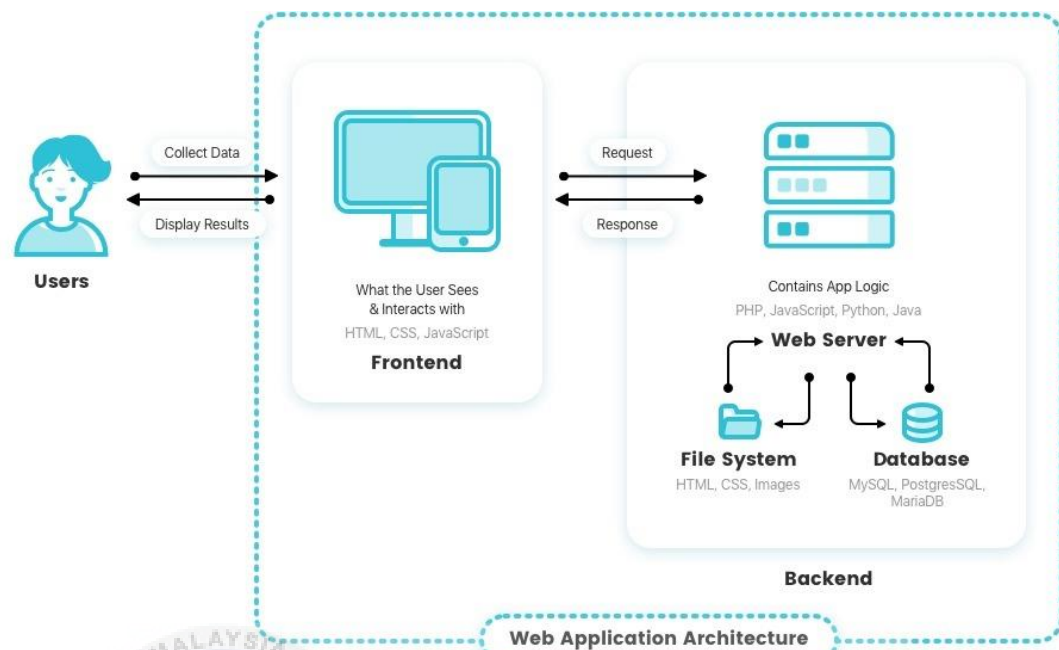 Collect Data
Display Results
Users
What the User Sees
& Interacts with
HTML, CSS, JavaScript
Frontend
Request
Response
Contains App Logic
PHP, JavaScript, Python, Java
Web Server
File System
HTML, CSS, Images
Database
MySQL, PostgresSQL,
MariaDB
Backend
Web Application Architecture
MALAYSIA